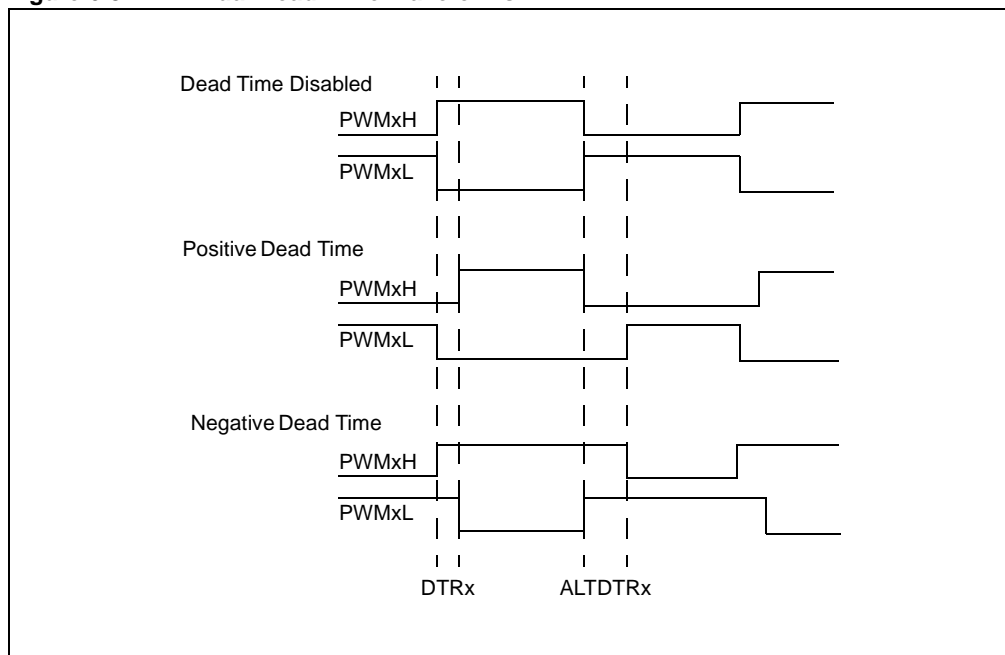 Dead Time Disabled
PWMxH
PWMxL
Positive Dead Time
PWMxH
PWMxL
Negative Dead Time
PWMxH
PWMxL
DTRx ALTDTRx